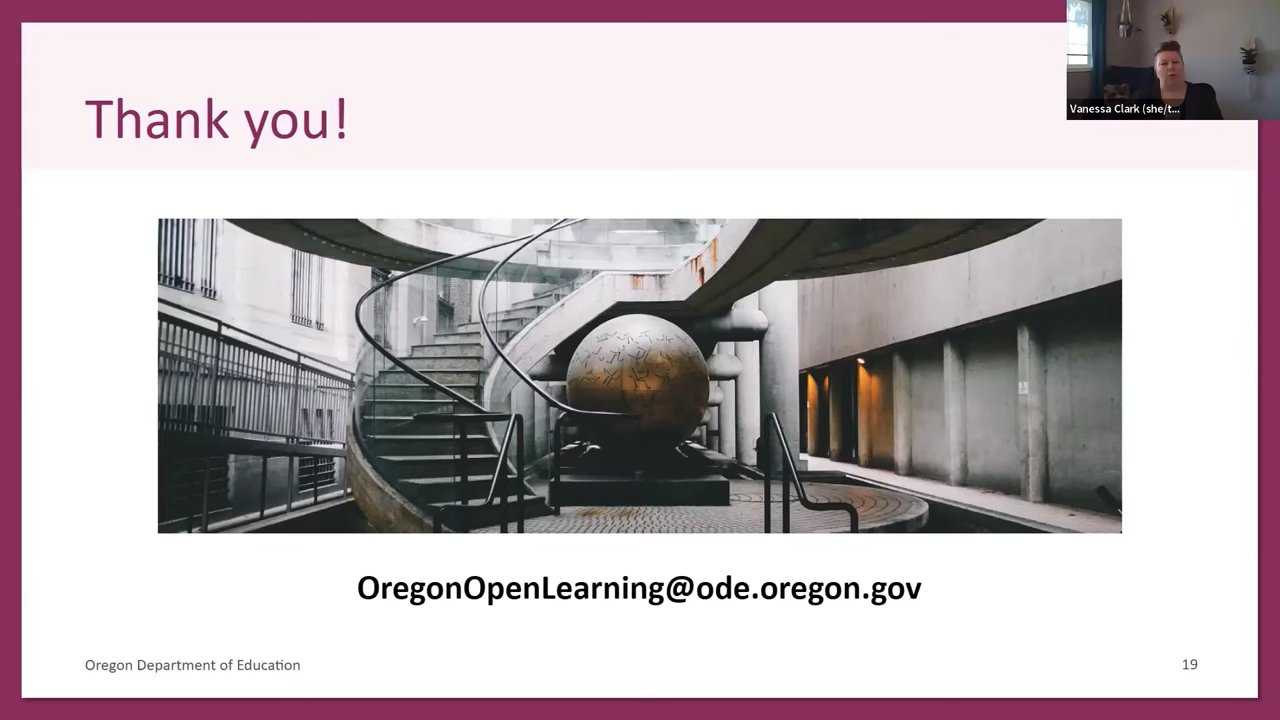 Thank you!
Vanessa Clark (she/t...
OregonOpenLearning@ode.oregon.gov
Oregon Department of Education
19